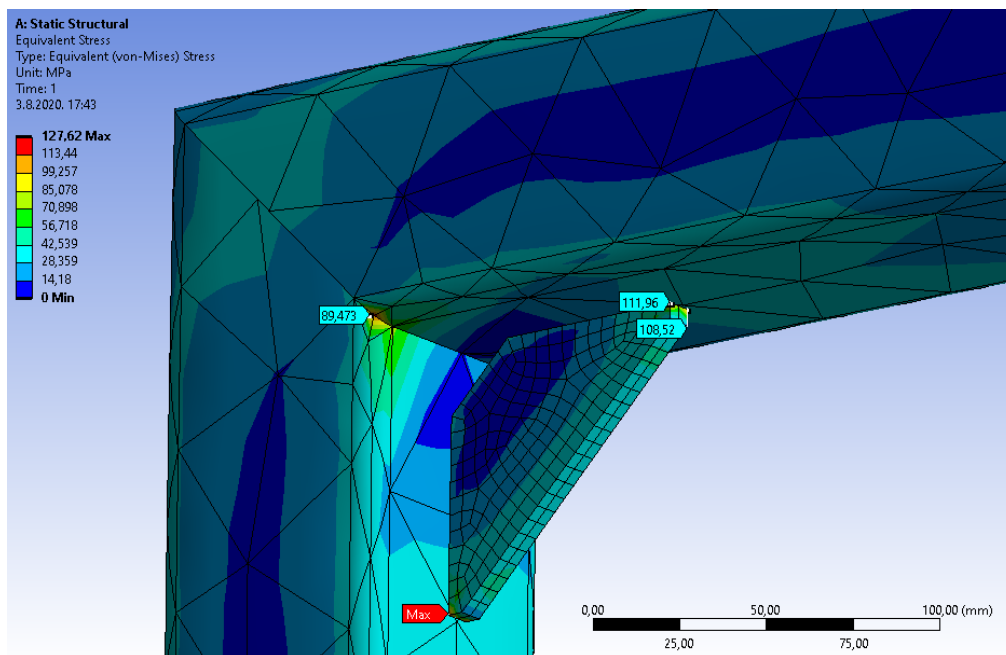 A: Static Structural
Equivalent Stress
Type: Equivalent (von-Mises) Stress
Unit: MPa
Time: 1
3.8.2020. 17:43
127,62 Max
113,44
99,257
85,078
70,898
56,718
42,539
28,359
14,18
0 Min
89,473
111,96
108,52
Max
0,00 50,00 100,00 (mm)
25,00 75,00